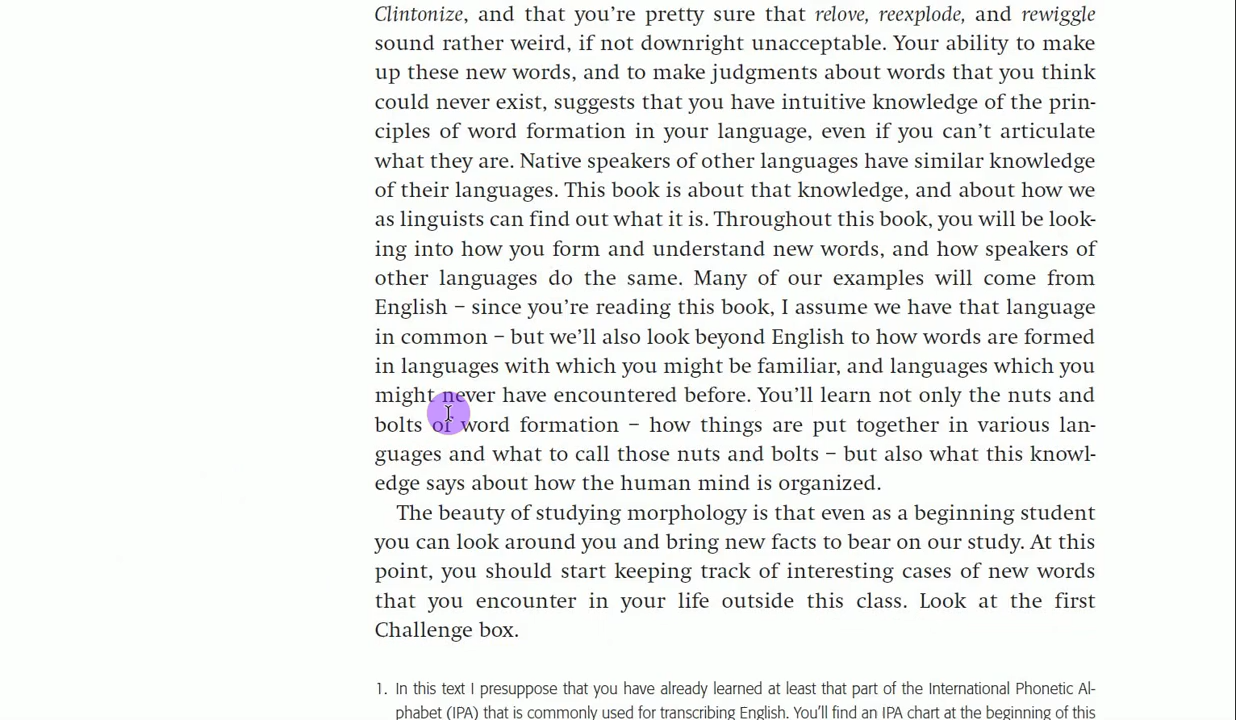 Clintonize, and that you’re pretty sure that relove, reexplode, and rewiggle
sound rather weird, if not downright unacceptable. Your ability to make
up these new words, and to make judgments about words that you think
could never exist, suggests that you have intuitive knowledge of the prin-
ciples of word formation in your language, even if you can’t articulate
what they are. Native speakers of other languages have similar knowledge
of their languages. This book is about that knowledge, and about how we
as linguists can find out what it is. Throughout this book, you will be look-
ing into how you form and understand new words, and how speakers of
other languages do the same. Many of our examples will come from
English – since you’re reading this book, I assume we have that language
in common – but we’ll also look beyond English to how words are formed
in languages with which you might be familiar, and languages which you
might never have encountered before. You’ll learn not only the nuts and
bolts of word formation – how things are put together in various lan-
guages and what to call those nuts and bolts – but also what this knowl-
edge says about how the human mind is organized.
The beauty of studying morphology is that even as a beginning student
you can look around you and bring new facts to bear on our study. At this
point, you should start keeping track of interesting cases of new words
that you encounter in your life outside this class. Look at the first
Challenge box.
1. In this text I presuppose that you have already learned at least that part of the International Phonetic Al-
phabet (IPA) that is commonly used for transcribing English. You’ll find an IPA chart at the beginning of this